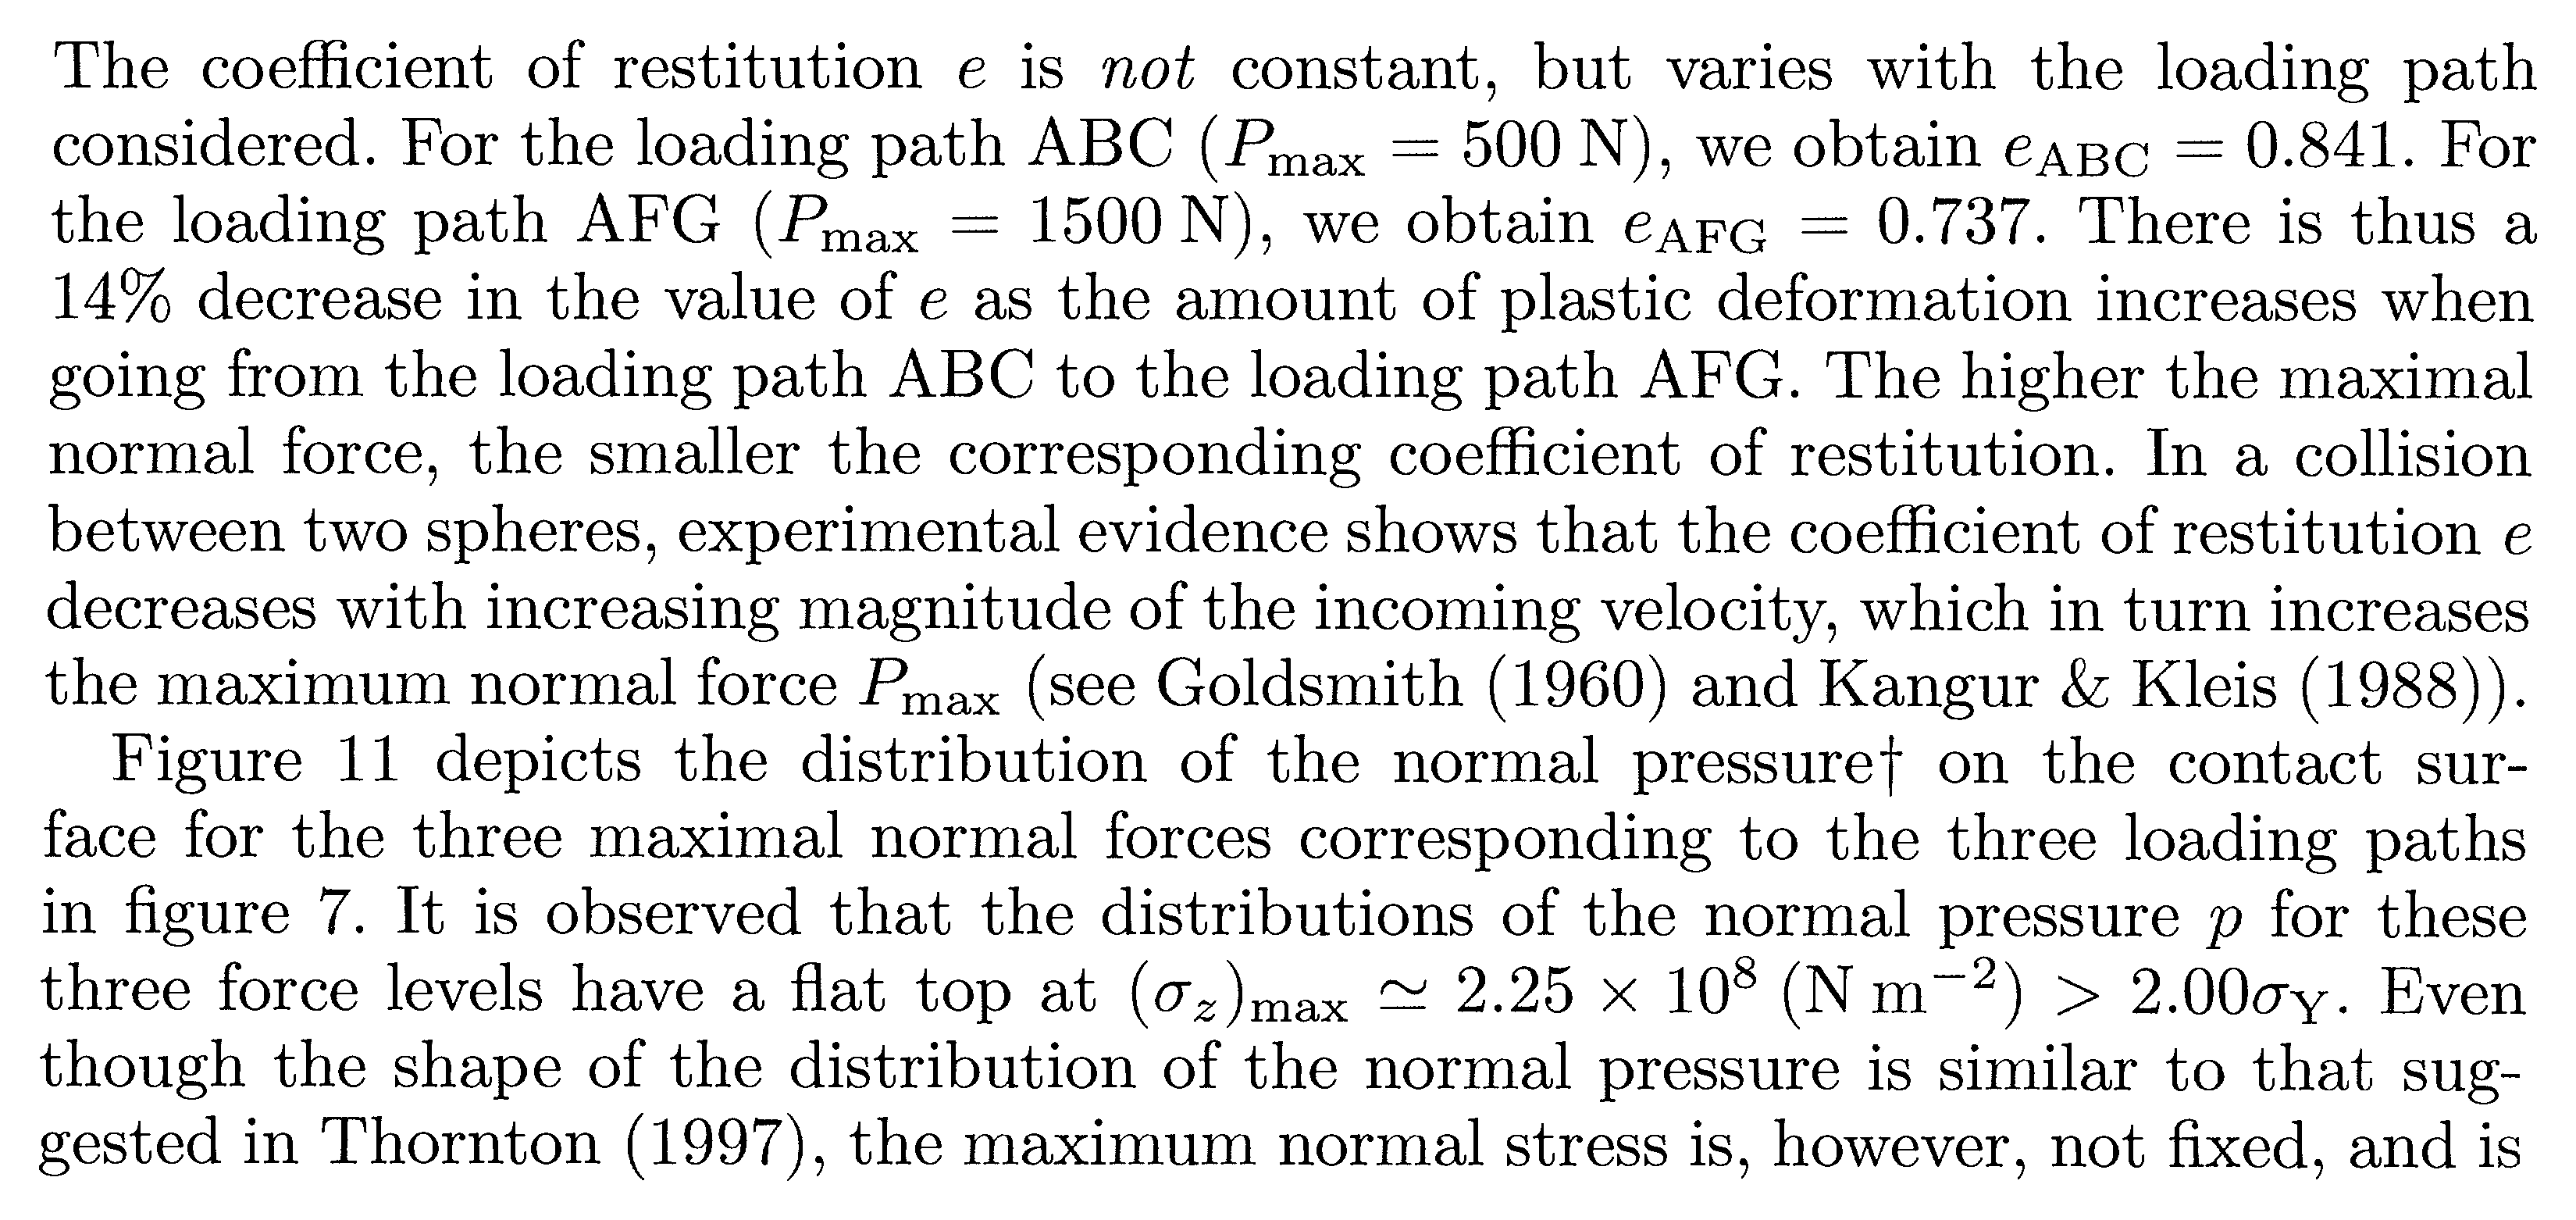 The coefficient of restitution e is not constant, but varies with the loading path
considered. For the loading path ABC (P_max = 500 N), we obtain e_ABC = 0.841. For
the loading path AFG (P_max = 1500 N), we obtain e_AFG = 0.737. There is thus a
14% decrease in the value of e as the amount of plastic deformation increases when
going from the loading path ABC to the loading path AFG. The higher the maximal
normal force, the smaller the corresponding coefficient of restitution. In a collision
between two spheres, experimental evidence shows that the coefficient of restitution e
decreases with increasing magnitude of the incoming velocity, which in turn increases
the maximum normal force P_max (see Goldsmith (1960) and Kangur & Kleis (1988)).
Figure 11 depicts the distribution of the normal pressure† on the contact sur-
face for the three maximal normal forces corresponding to the three loading paths
in figure 7. It is observed that the distributions of the normal pressure p for these
three force levels have a flat top at (σ_z)_max ≃ 2.25 × 10⁸ (N m⁻²) > 2.00σ_Y. Even
though the shape of the distribution of the normal pressure is similar to that sug-
gested in Thornton (1997), the maximum normal stress is, however, not fixed, and is